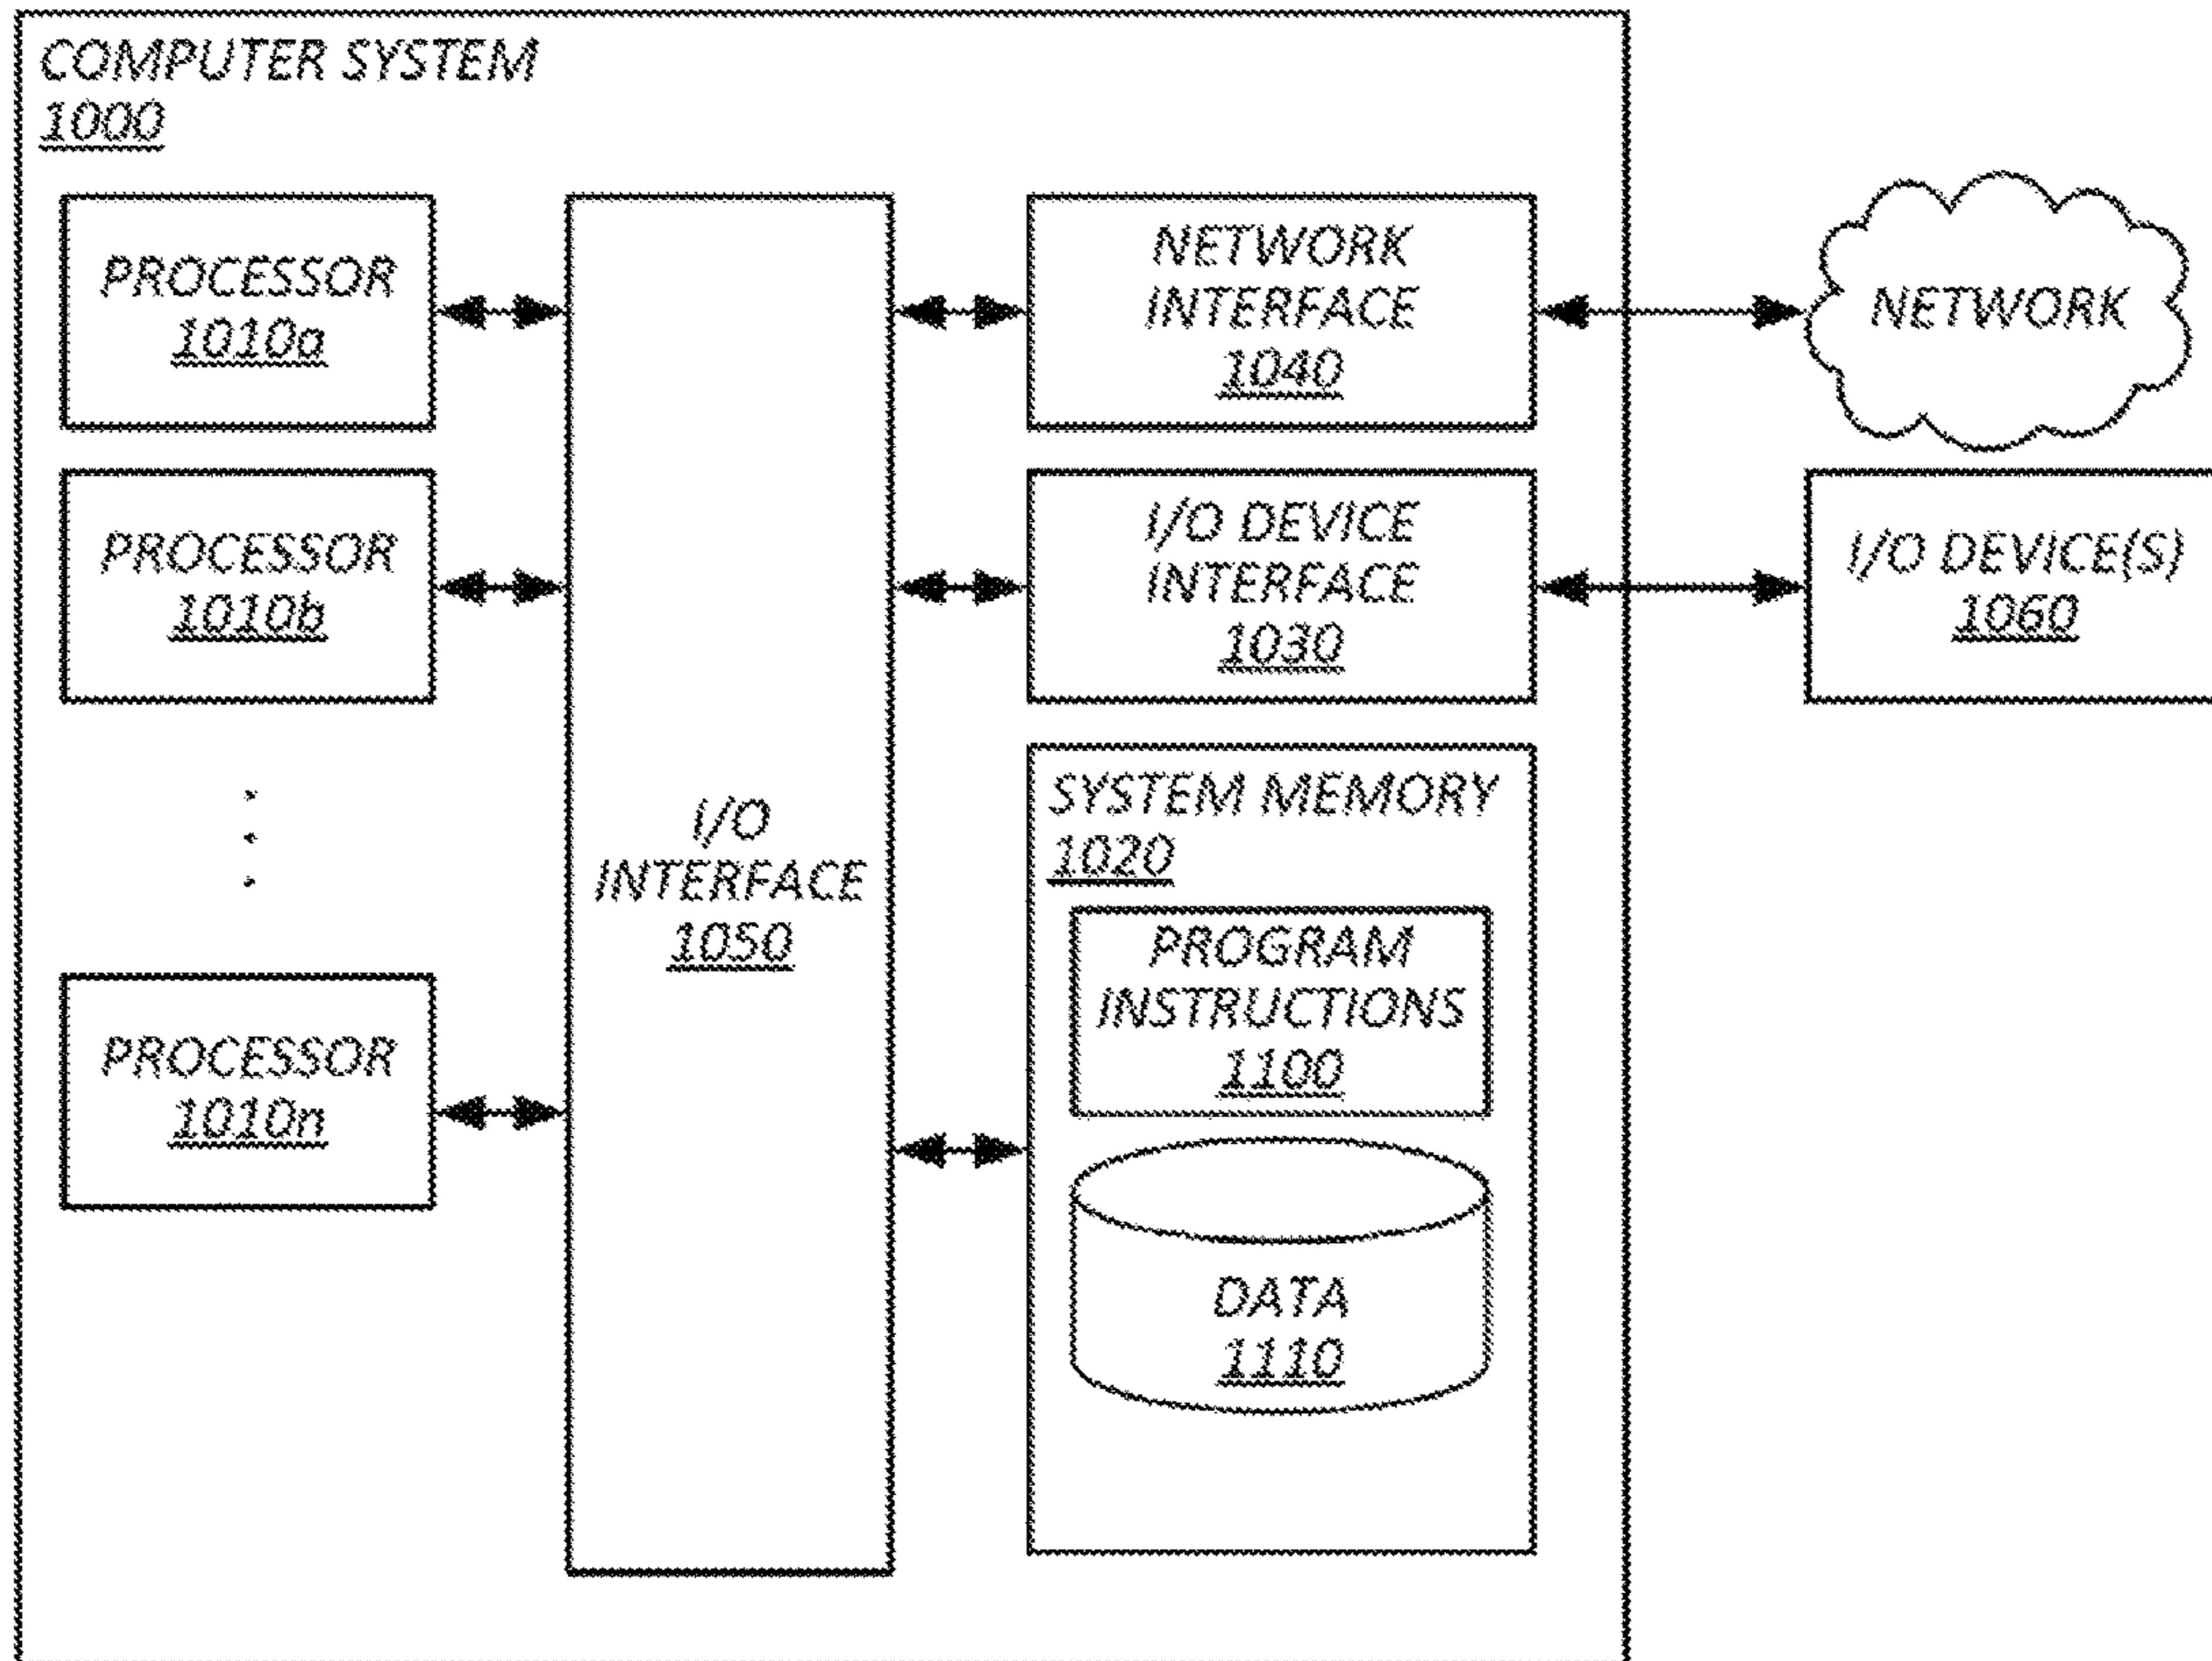 COMPUTER SYSTEM
1000
PROCESSOR
1010a
PROCESSOR
1010b
PROCESSOR
1010n
I/O
INTERFACE
1050
NETWORK
INTERFACE
1040
I/O DEVICE
INTERFACE
1030
SYSTEM MEMORY
1020
PROGRAM
INSTRUCTIONS
1100
DATA
1110
NETWORK
I/O DEVICE(S)
1060